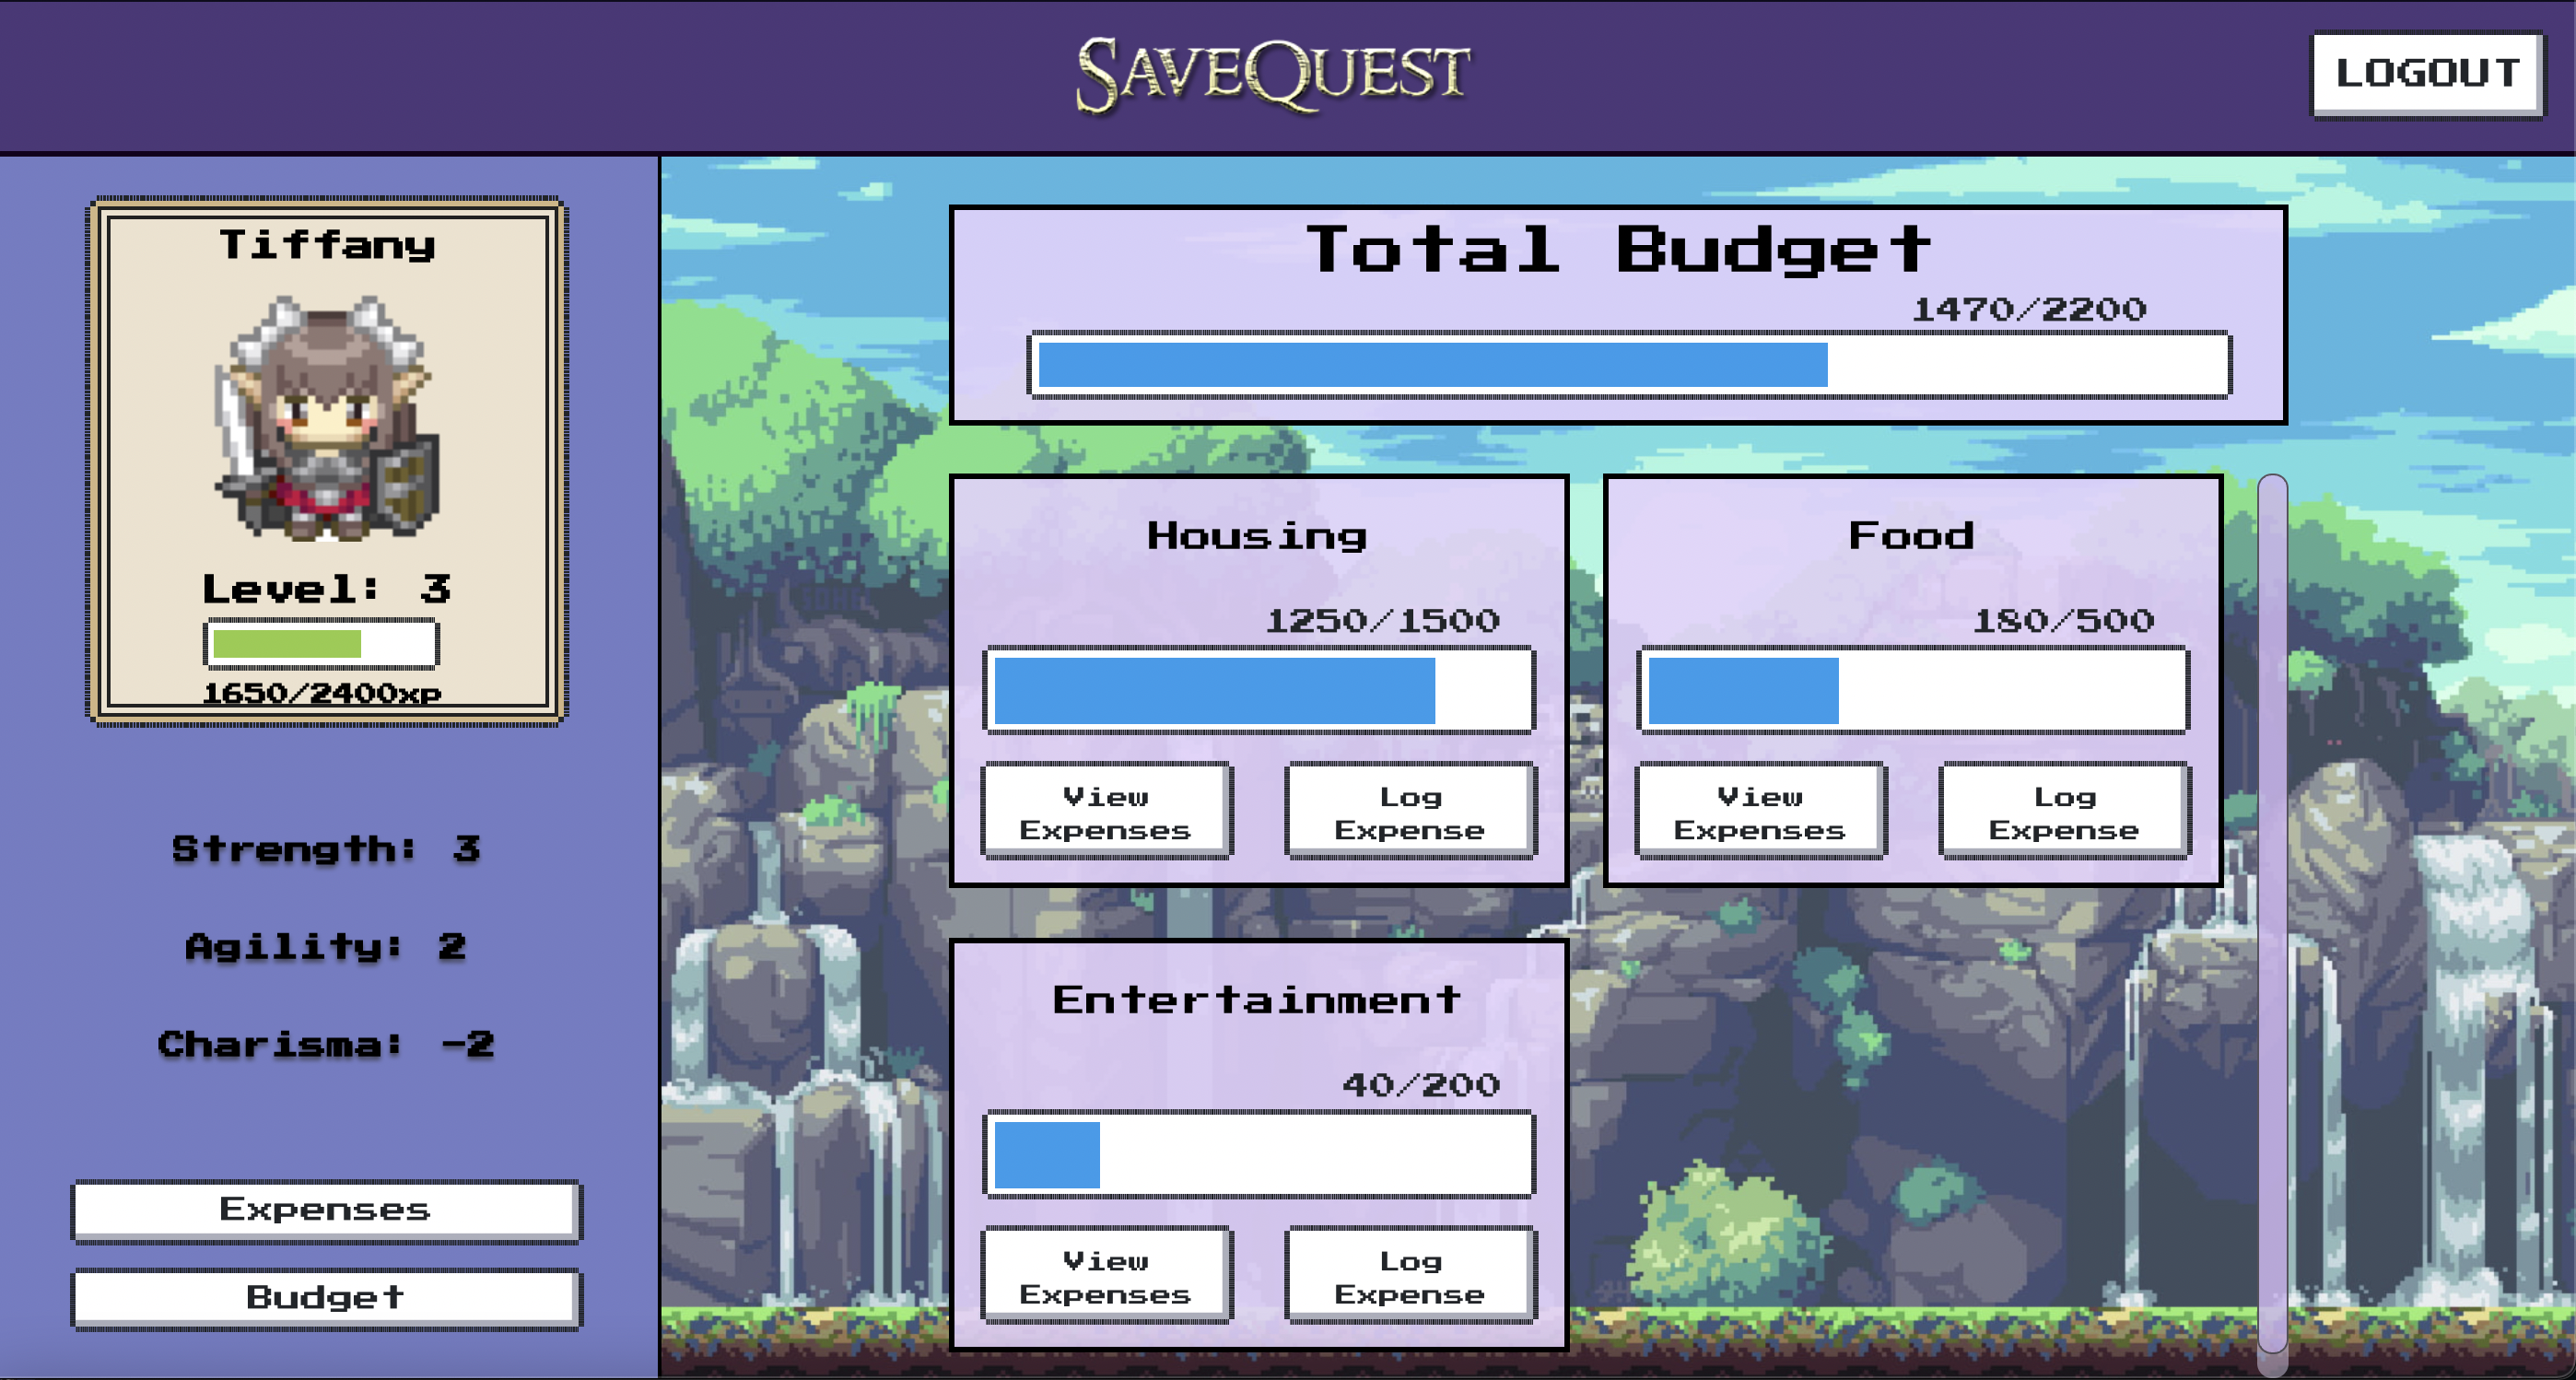 SAVEQUEST
LOGOUT
Tiffany
Level: 3
1650/2400xp
Strength: 3
Agility: 2
Charisma: -2
Expenses
Budget
Total Budget
1470/2200
Housing
1250/1500
View
Expenses
Log
Expense
Food
180/500
View
Expenses
Log
Expense
Entertainment
40/200
View
Expenses
Log
Expense